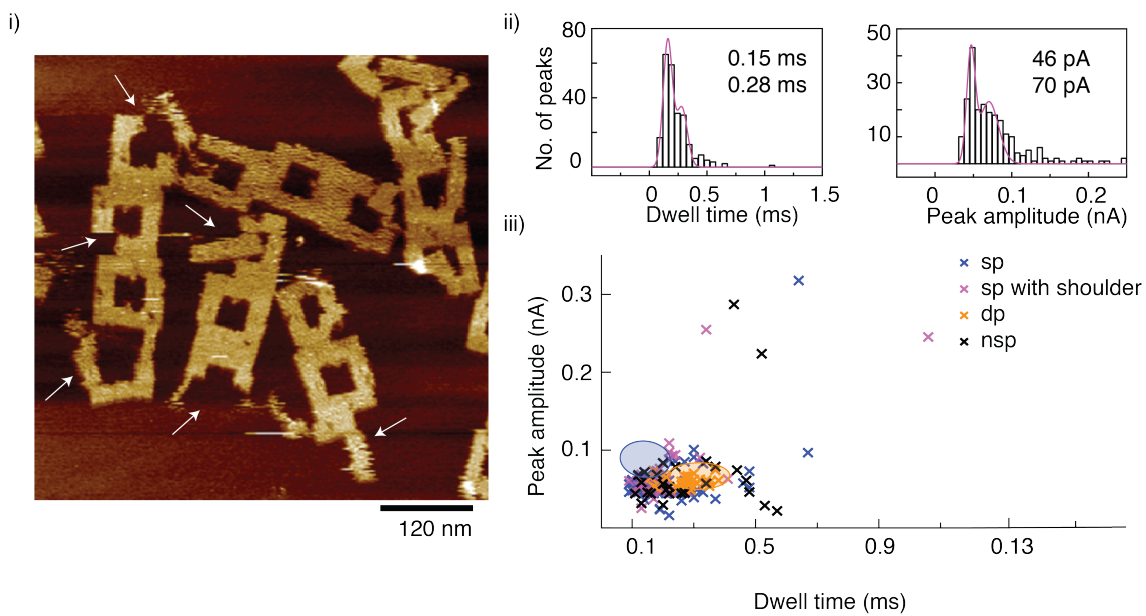 i)
120 nm
ii)
No. of peaks
80
40
0
0.15 ms
0.28 ms
0
0.5
1.5
Dwell time (ms)
50
30
10
46 pA
70 pA
0
0.1
0.2
Peak amplitude (nA)
iii)
Peak amplitude (nA)
0.3
0.2
0.1
sp
sp with shoulder
dp
nsp
0.1
0.5
0.9
0.13
Dwell time (ms)